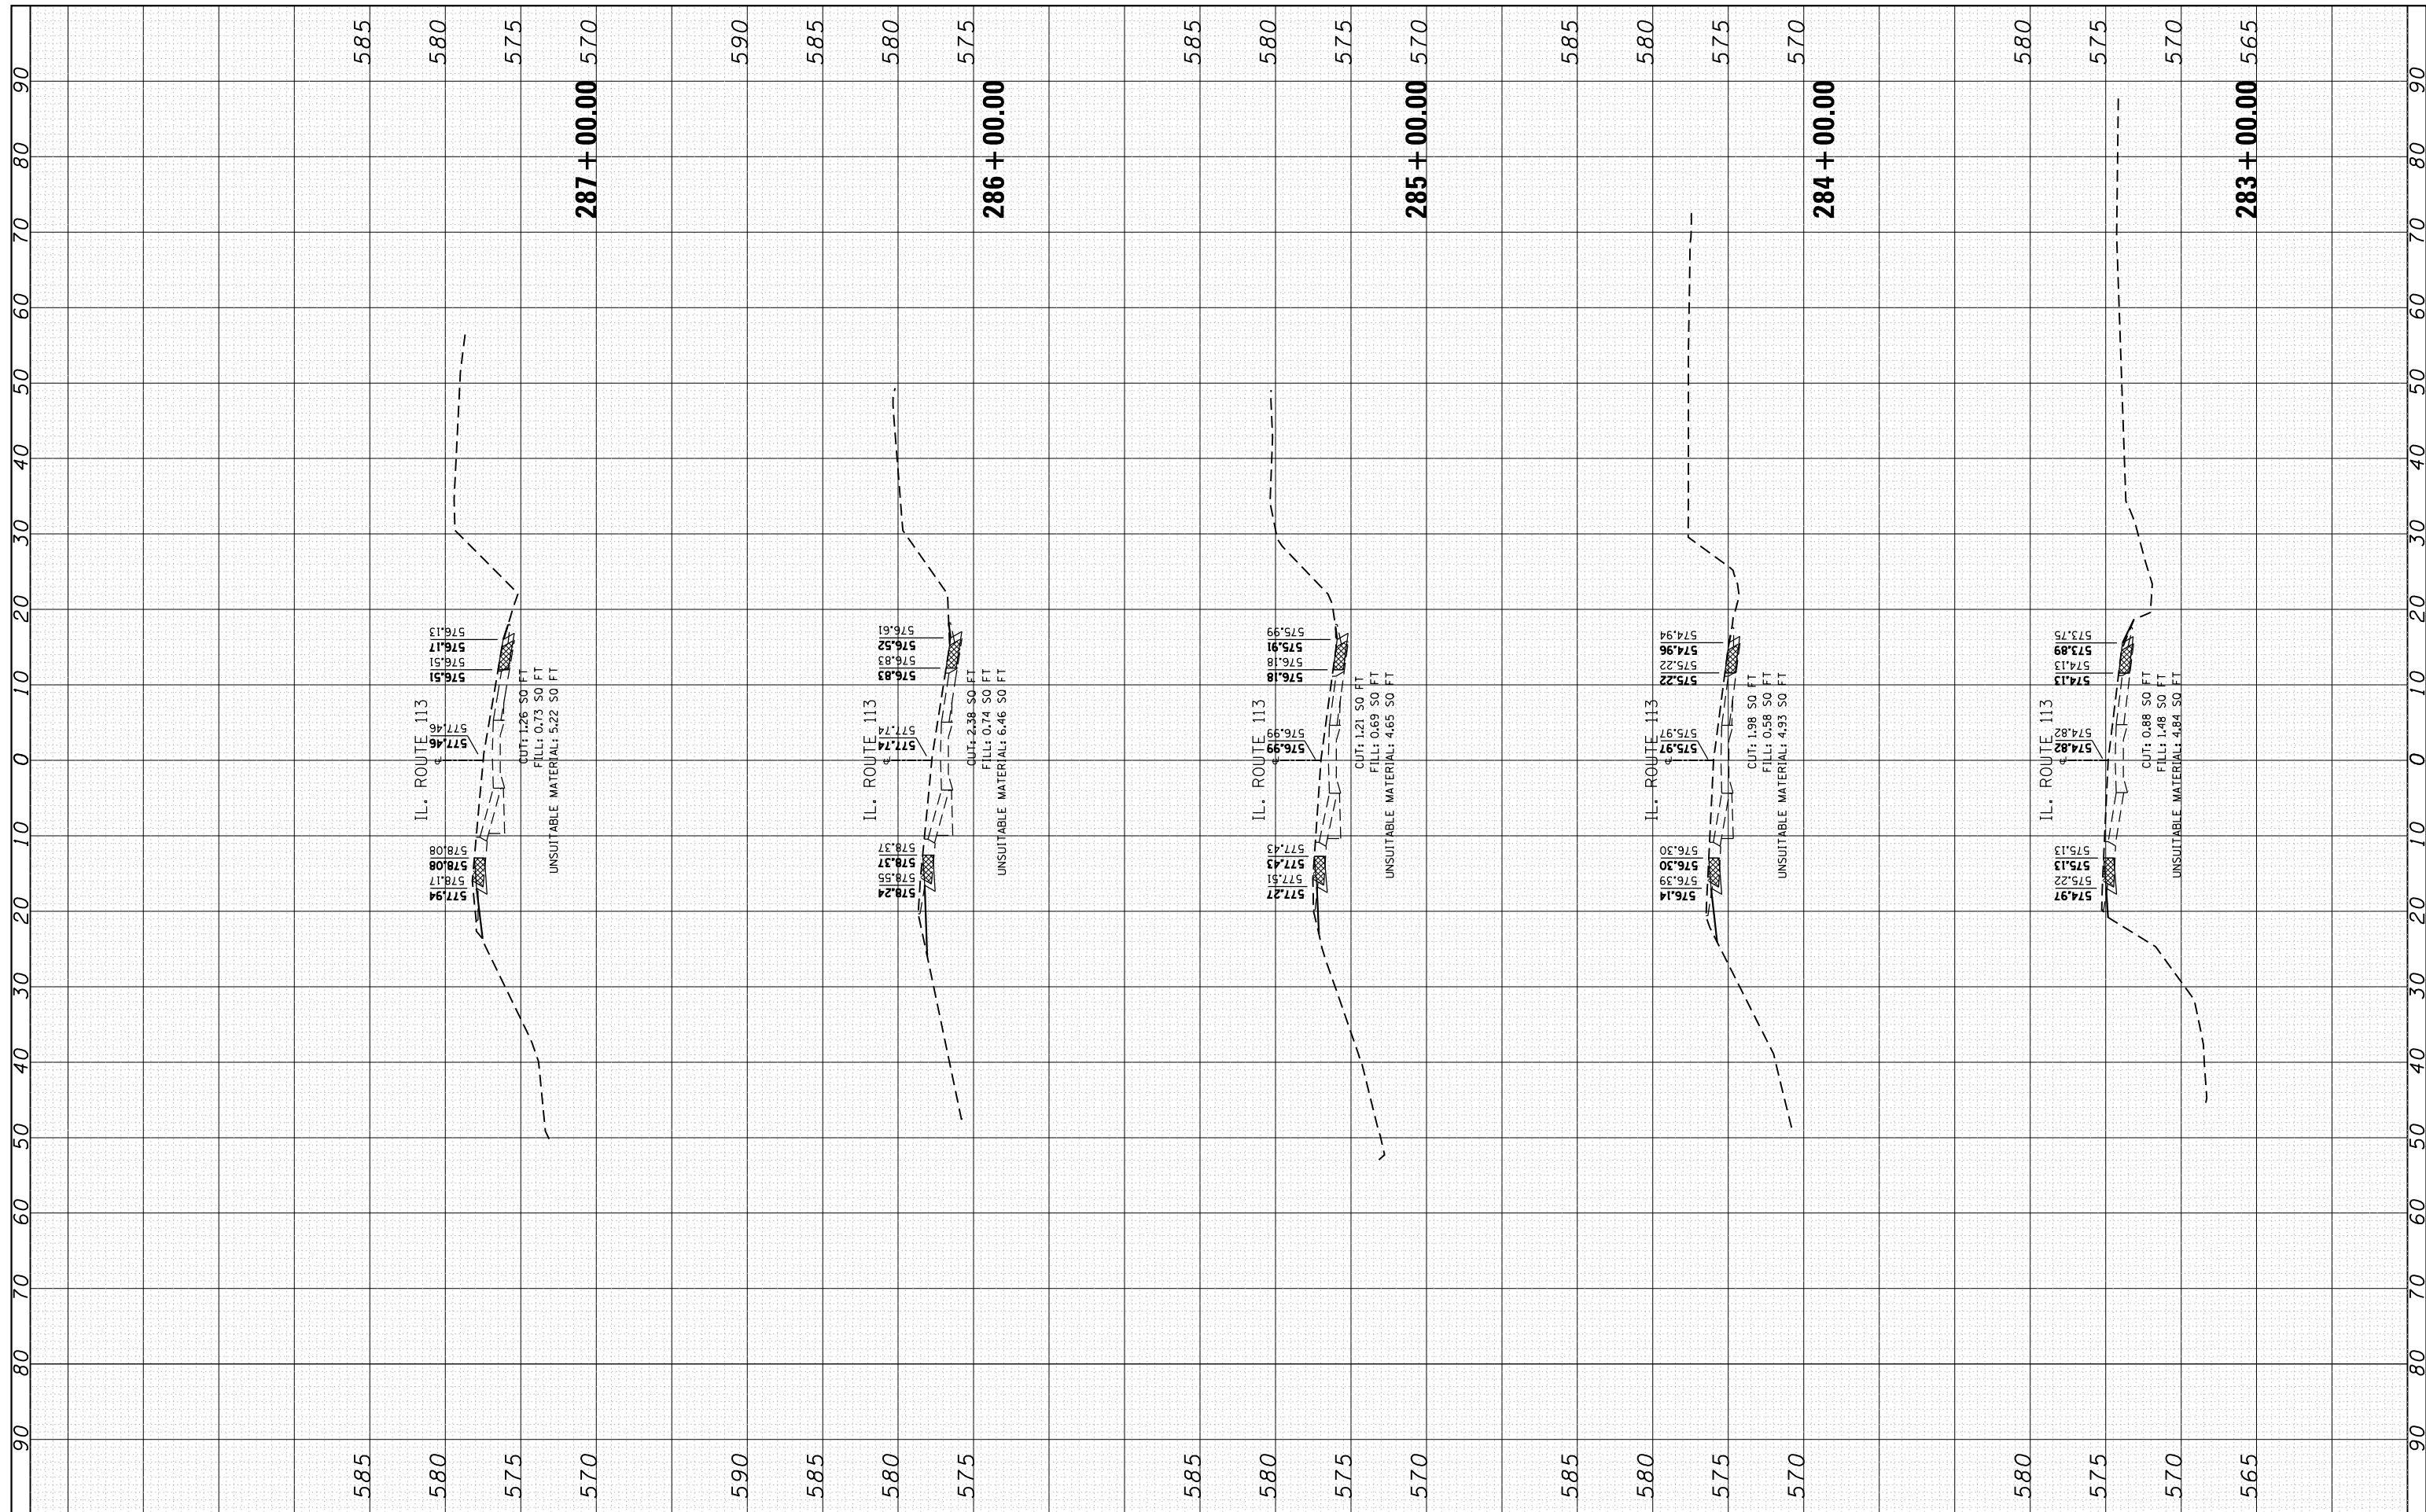 90 80 70 60 50 40 30 20 10 0 10 20 30 40 50 60 70 80 90
585 580 575 570
287+00.00
IL. ROUTE 113
578.17
577.94
578.08
578.08
577.46
577.46
576.51
576.51
576.13
576.17
CUT: 1.26 SQ FT
FILL: 0.73 SQ FT
UNSUITABLE MATERIAL: 5.22 SQ FT
585 580 575 570
590 585 580 575
286+00.00
IL. ROUTE 113
578.55
578.24
578.37
578.37
577.74
577.74
576.83
576.83
576.61
576.52
CUT: 2.38 SQ FT
FILL: 0.74 SQ FT
UNSUITABLE MATERIAL: 6.46 SQ FT
590 585 580 575
585 580 575 570
285+00.00
IL. ROUTE 113
577.51
577.27
577.43
577.43
576.99
576.99
576.18
576.18
575.99
575.91
CUT: 1.21 SQ FT
FILL: 0.69 SQ FT
UNSUITABLE MATERIAL: 4.65 SQ FT
585 580 575 570
585 580 575 570
284+00.00
IL. ROUTE 113
576.39
576.14
576.30
576.30
575.97
575.97
575.22
575.22
574.94
574.96
CUT: 1.98 SQ FT
FILL: 0.58 SQ FT
UNSUITABLE MATERIAL: 4.93 SQ FT
585 580 575 570
580 575 570 565
283+00.00
IL. ROUTE 113
575.22
574.97
575.13
575.13
574.82
574.82
574.13
574.13
573.75
573.89
CUT: 0.88 SQ FT
FILL: 1.48 SQ FT
UNSUITABLE MATERIAL: 4.84 SQ FT
580 575 570 565
90 80 70 60 50 40 30 20 10 0 10 20 30 40 50 60 70 80 90